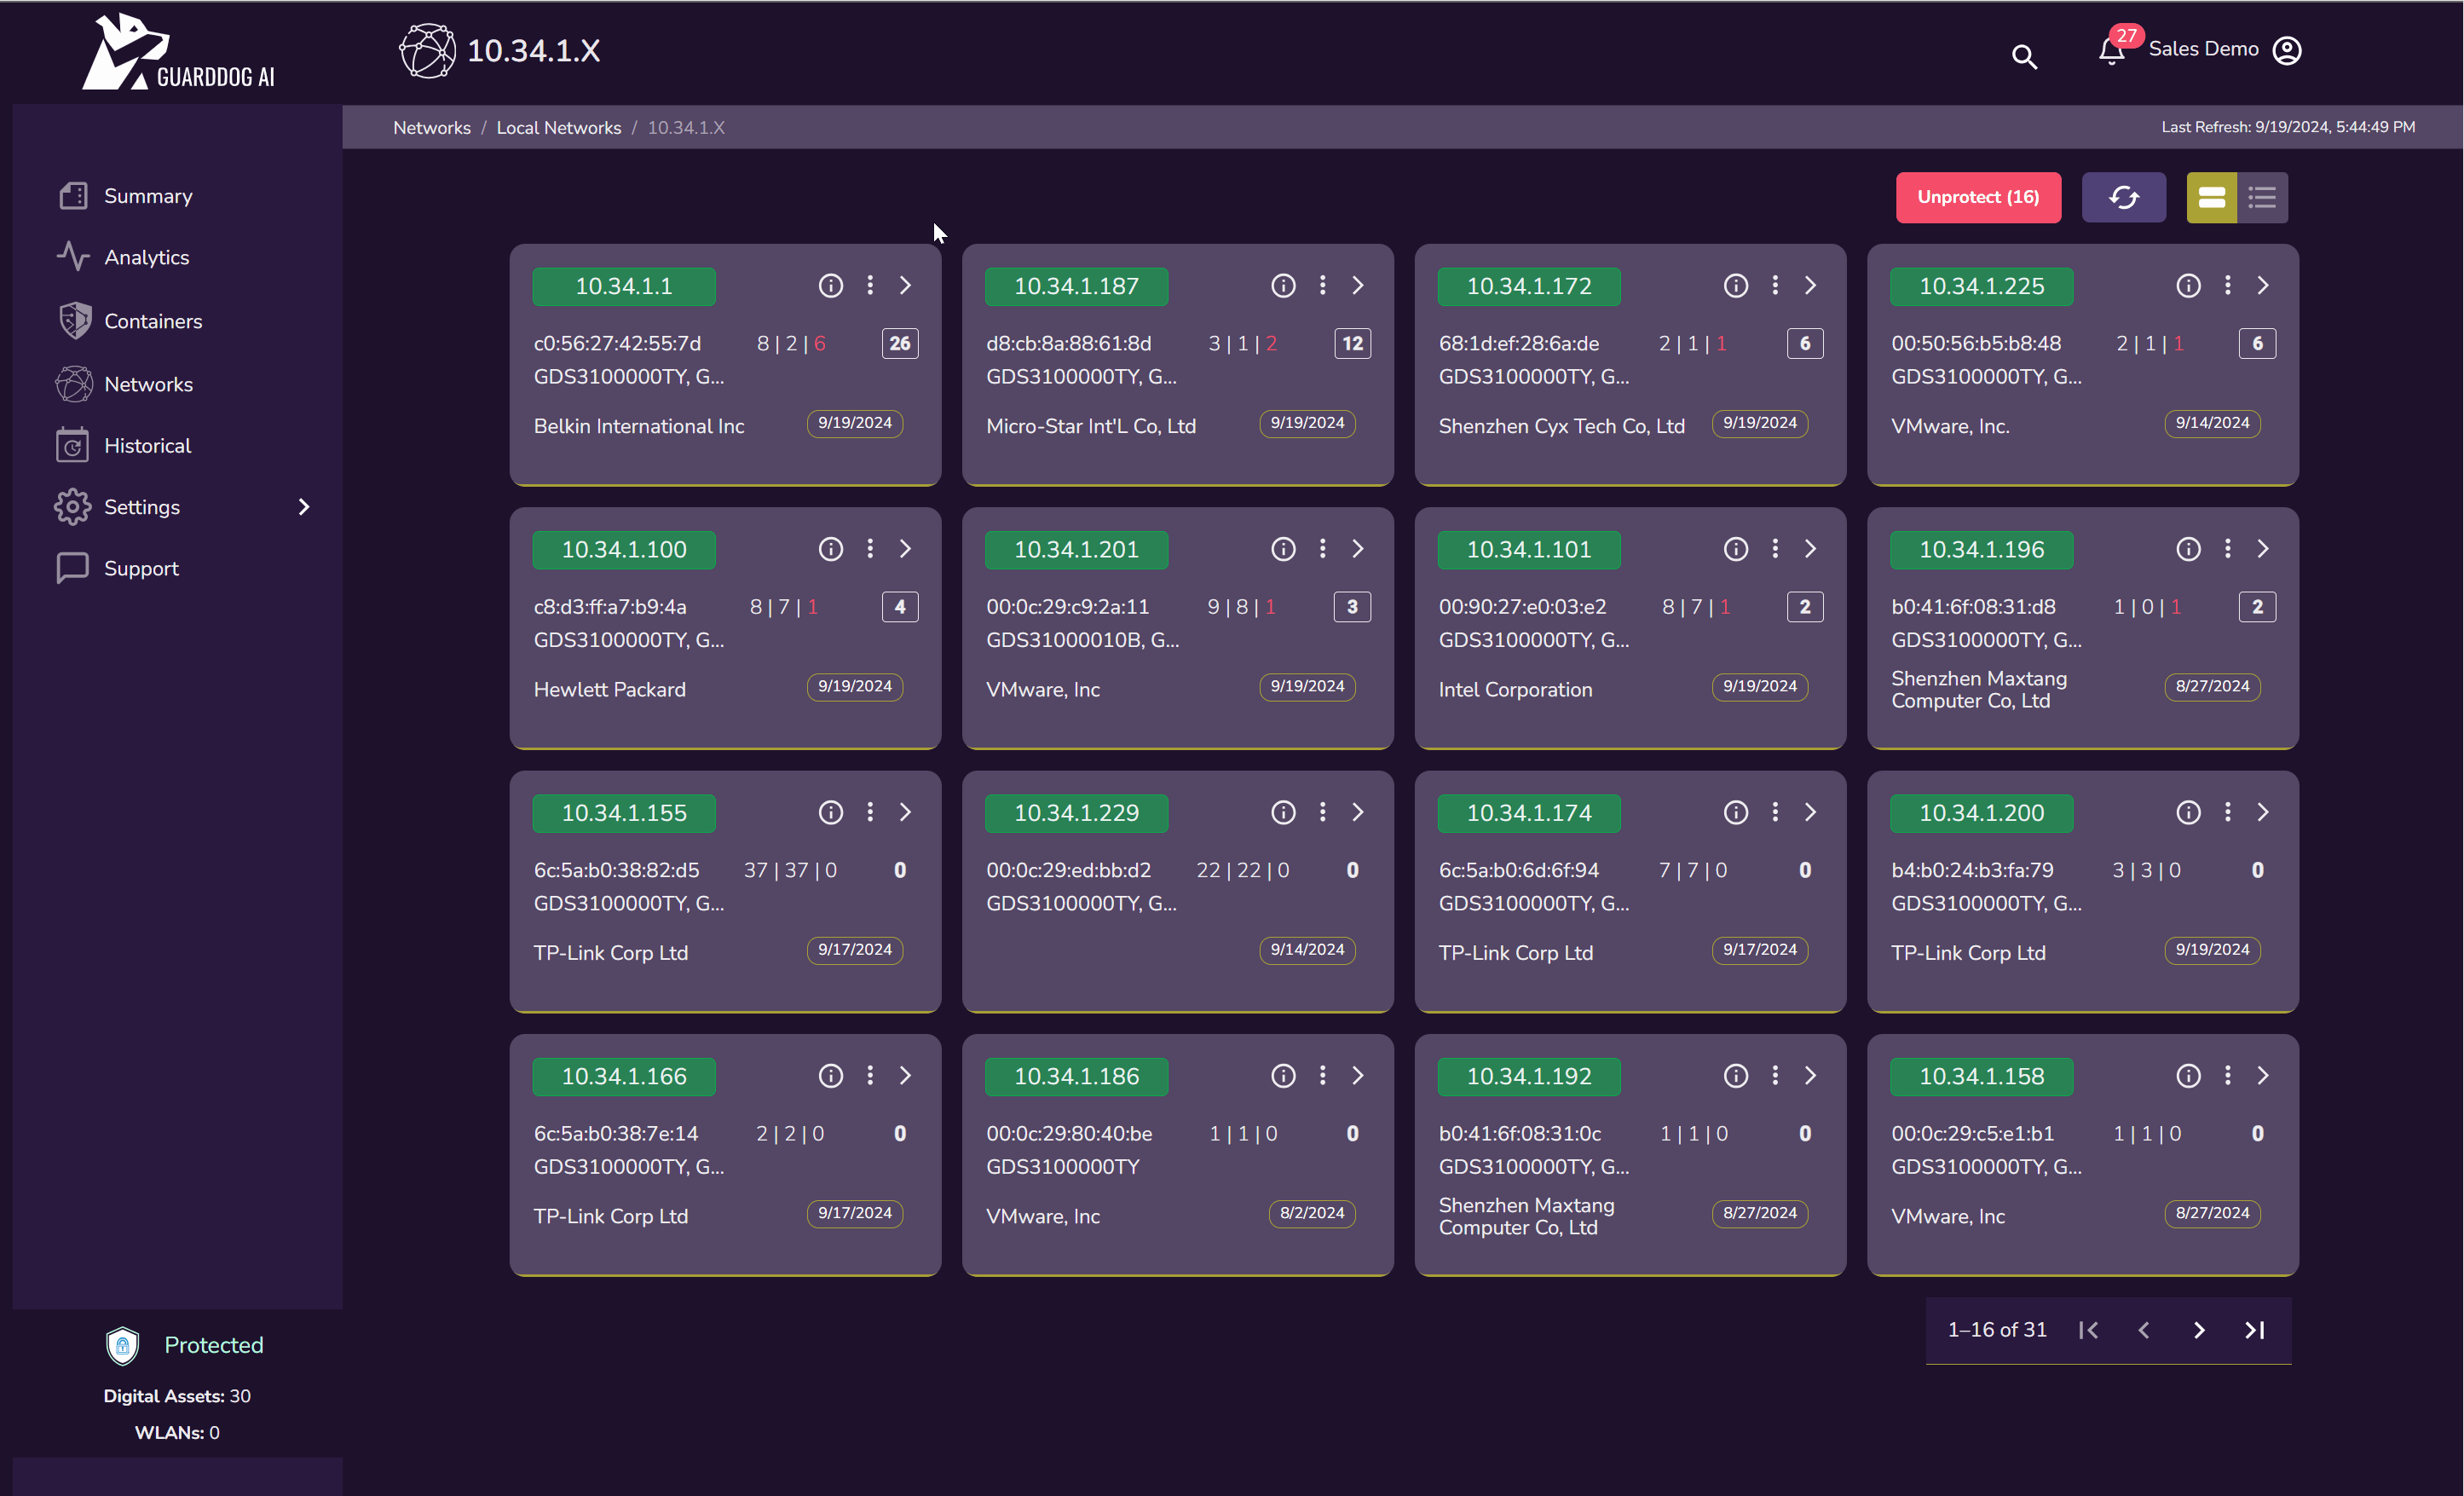 GUARDDOG AI
10.34.1.X
27
Sales Demo
Networks / Local Networks / 10.34.1.X
Last Refresh: 9/19/2024, 5:44:49 PM
Summary
Analytics
Containers
Networks
Historical
Settings
Support
Unprotect (16)
10.34.1.1
c0:56:27:42:55:7d 8 | 2 | 6 26
GDS3100000TY, G...
Belkin International Inc 9/19/2024
10.34.1.187
d8:cb:8a:88:61:8d 3 | 1 | 2 12
GDS3100000TY, G...
Micro-Star Int'L Co, Ltd 9/19/2024
10.34.1.172
68:1d:ef:28:6a:de 2 | 1 | 1 6
GDS3100000TY, G...
Shenzhen Cyx Tech Co, Ltd 9/19/2024
10.34.1.225
00:50:56:b5:b8:48 2 | 1 | 1 6
GDS3100000TY, G...
VMware, Inc. 9/14/2024
10.34.1.100
c8:d3:ff:a7:b9:4a 8 | 7 | 1 4
GDS3100000TY, G...
Hewlett Packard 9/19/2024
10.34.1.201
00:0c:29:c9:2a:11 9 | 8 | 1 3
GDS31000010B, G...
VMware, Inc 9/19/2024
10.34.1.101
00:90:27:e0:03:e2 8 | 7 | 1 2
GDS3100000TY, G...
Intel Corporation 9/19/2024
10.34.1.196
b0:41:6f:08:31:d8 1 | 0 | 1 2
GDS3100000TY, G...
Shenzhen Maxtang
Computer Co, Ltd 8/27/2024
10.34.1.155
6c:5a:b0:38:82:d5 37 | 37 | 0 0
GDS3100000TY, G...
TP-Link Corp Ltd 9/17/2024
10.34.1.229
00:0c:29:ed:bb:d2 22 | 22 | 0 0
GDS3100000TY, G...
9/14/2024
10.34.1.174
6c:5a:b0:6d:6f:94 7 | 7 | 0 0
GDS3100000TY, G...
TP-Link Corp Ltd 9/17/2024
10.34.1.200
b4:b0:24:b3:fa:79 3 | 3 | 0 0
GDS3100000TY, G...
TP-Link Corp Ltd 9/19/2024
10.34.1.166
6c:5a:b0:38:7e:14 2 | 2 | 0 0
GDS3100000TY, G...
TP-Link Corp Ltd 9/17/2024
10.34.1.186
00:0c:29:80:40:be 1 | 1 | 0 0
GDS3100000TY
VMware, Inc 8/2/2024
10.34.1.192
b0:41:6f:08:31:0c 1 | 1 | 0 0
GDS3100000TY, G...
Shenzhen Maxtang
Computer Co, Ltd 8/27/2024
10.34.1.158
00:0c:29:c5:e1:b1 1 | 1 | 0 0
GDS3100000TY, G...
VMware, Inc 8/27/2024
1–16 of 31
Protected
Digital Assets: 30
WLANs: 0